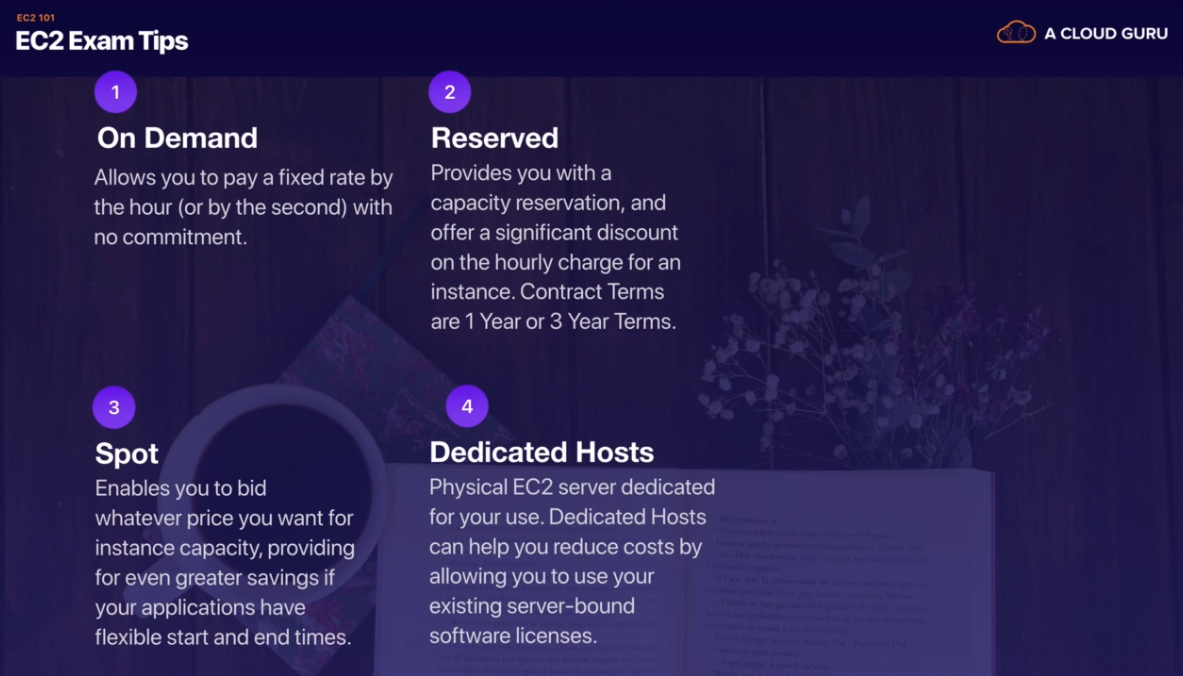 EC2 101
EC2 Exam Tips
A CLOUD GURU
1
On Demand
Allows you to pay a fixed rate by
the hour (or by the second) with
no commitment.
2
Reserved
Provides you with a
capacity reservation, and
offer a significant discount
on the hourly charge for an
instance. Contract Terms
are 1 Year or 3 Year Terms.
3
Spot
Enables you to bid
whatever price you want for
instance capacity, providing
for even greater savings if
your applications have
flexible start and end times.
4
Dedicated Hosts
Physical EC2 server dedicated
for your use. Dedicated Hosts
can help you reduce costs by
allowing you to use your
existing server-bound
software licenses.